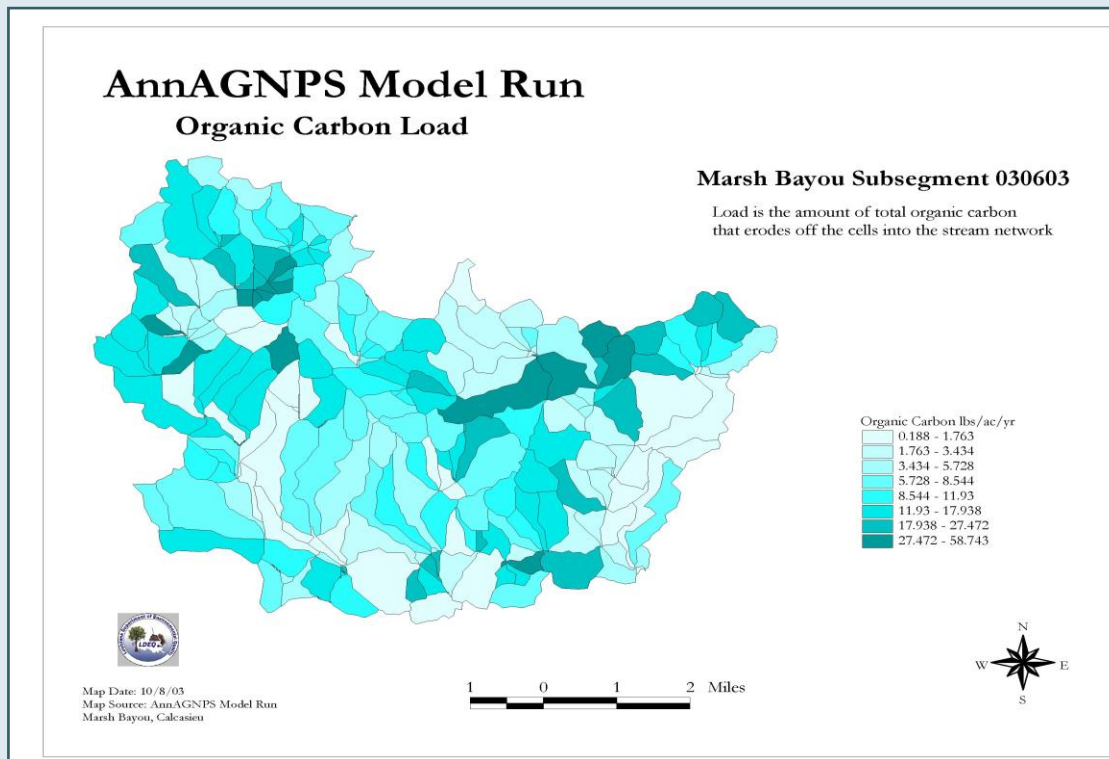 AnnAGNPS Model Run
Organic Carbon Load
Marsh Bayou Subsegment 030603
Load is the amount of total organic carbon
that erodes off the cells into the stream network
Organic Carbon lbs/ac/yr
0.188 - 1.763
1.763 - 3.434
3.434 - 5.728
5.728 - 8.544
8.544 - 11.93
11.93 - 17.938
17.938 - 27.472
27.472 - 58.743
LDEQ
Map Date: 10/8/03
Map Source: AnnAGNPS Model Run
Marsh Bayou, Calcasieu
1 0 1 2 Miles
N
W E
S